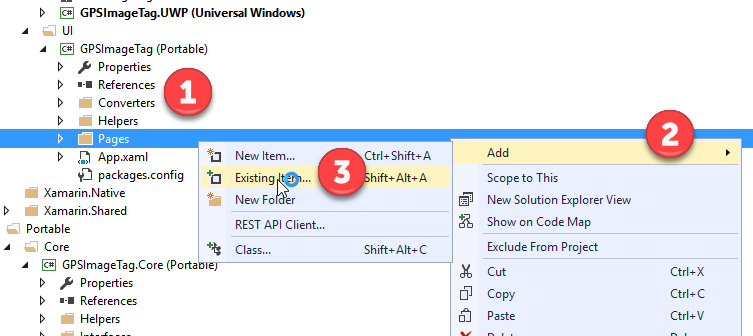 GPSImageTag.UWP (Universal Windows)
UI
GPSImageTag (Portable)
Properties
References
1
Converters
Helpers
2
Pages
New Item... Ctrl+Shift+A
Add
App.xaml
3
Existing Item... Shift+Alt+A
Scope to This
packages.config
New Folder
New Solution Explorer View
Xamarin.Native
REST API Client...
Show on Code Map
Xamarin.Shared
Class... Shift+Alt+C
Exclude From Project
Portable
Core
Cut Ctrl+X
GPSImageTag.Core (Portable)
Copy Ctrl+C
Properties
References
Paste Ctrl+V
Helpers